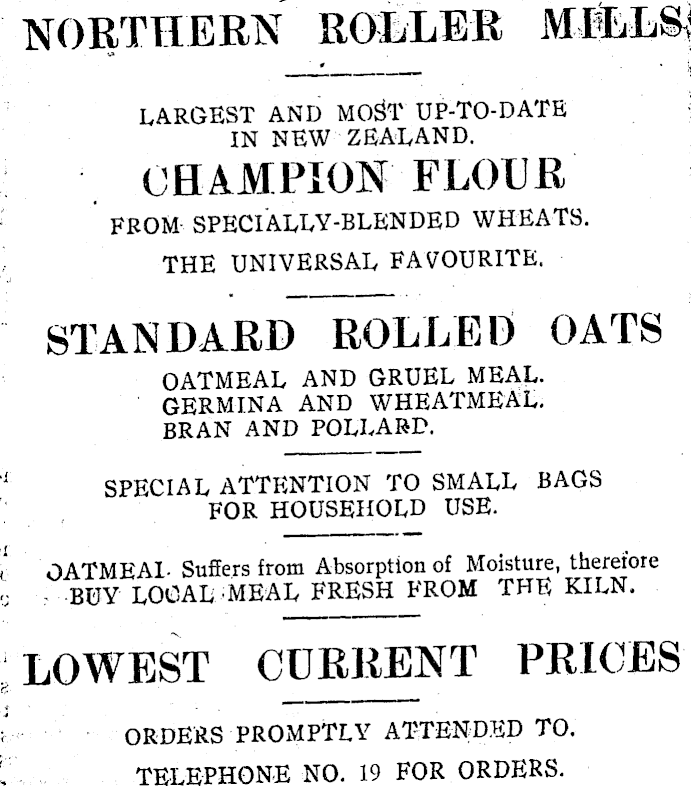 NORTHERN ROLLER MILLS
LARGEST AND MOST UP-TO-DATE
IN NEW ZEALAND.
CHAMPION FLOUR
FROM SPECIALLY-BLENDED WHEATS.
THE UNIVERSAL FAVOURITE.
STANDARD ROLLED OATS
OATMEAL AND GRUEL MEAL.
GERMINA AND WHEATMEAL.
BRAN AND POLLARD.
SPECIAL ATTENTION TO SMALL BAGS
FOR HOUSEHOLD USE.
OATMEAL Suffers from Absorption of Moisture, therefore
BUY LOCAL MEAL FRESH FROM THE KILN.
LOWEST CURRENT PRICES
ORDERS PROMPTLY ATTENDED TO.
TELEPHONE NO. 19 FOR ORDERS.